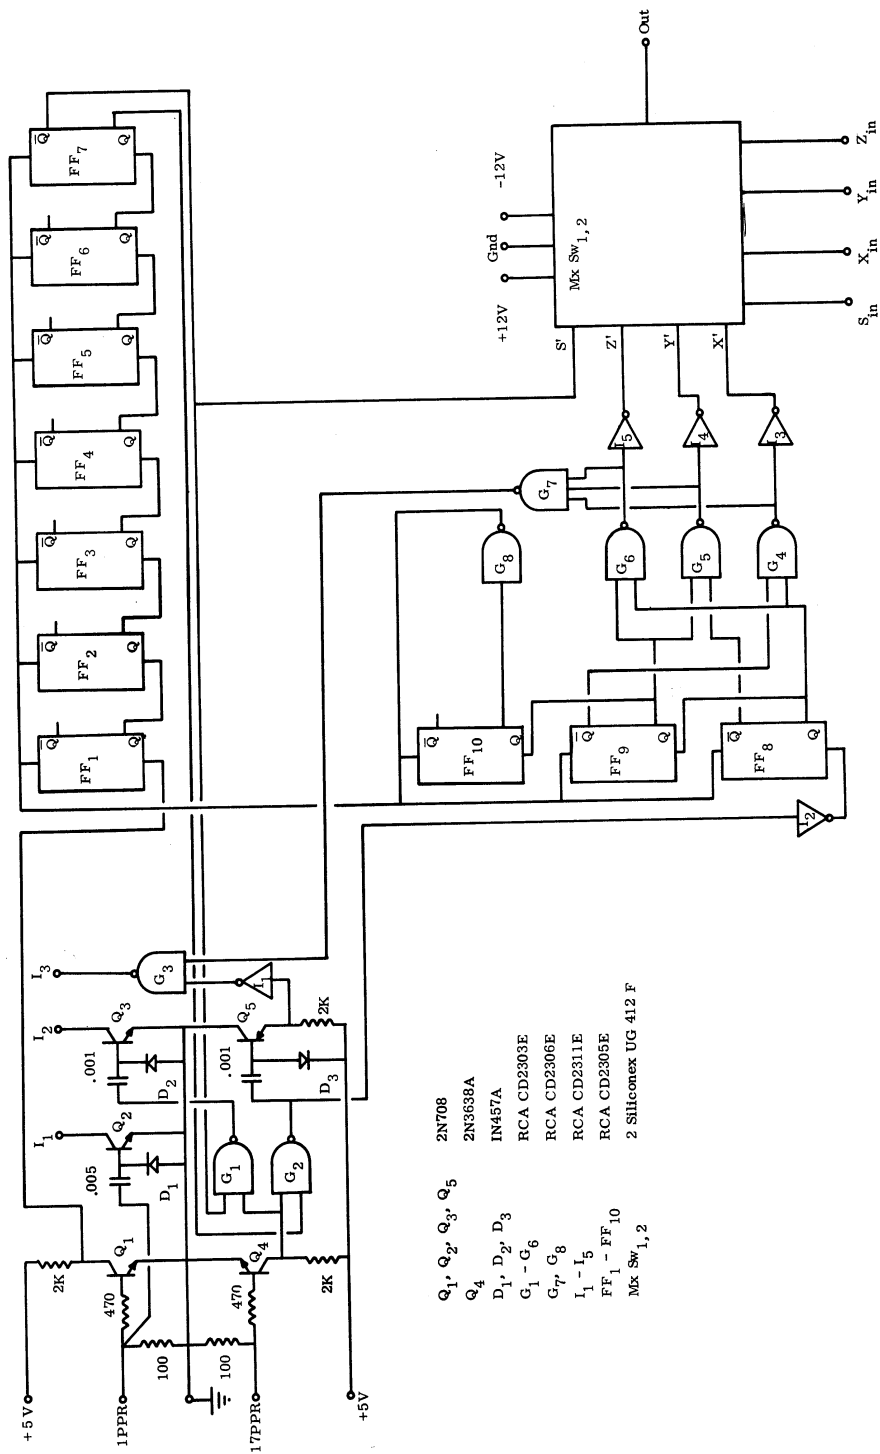 +5V
2K
1PPR
470
Q₁
100
100
17PPR
470
Q₄
2K
+5V
I₁
.005
Q₂
D₁
I₂
.001
Q₃
D₂
G₁
G₂
.001
Q₅
D₃
2K
I₃
G₃
I₁
Q̅
FF₁
Q
Q̅
FF₂
Q
Q̅
FF₃
Q
Q̅
FF₄
Q
Q̅
FF₅
Q
Q̅
FF₆
Q
Q̅
FF₇
Q
I₂
Q̅
FF₁₀
Q
Q̅
FF₉
Q
Q̅
FF₈
Q
G₈
G₇
G₆
G₅
G₄
I₅
I₄
I₃
S'
Z'
Y'
X'
+12V
Gnd
-12V
Mx Sw₁,₂
Out
S in
X in
Y in
Z in
Q₁, Q₂, Q₃, Q₅ 2N708
Q₄ 2N3638A
D₁, D₂, D₃ IN457A
G₁ - G₆ RCA CD2303E
G₇, G₈ RCA CD2306E
I₁ - I₅ RCA CD2311E
FF₁ - FF₁₀ RCA CD2305E
Mx Sw₁,₂ 2 Siliconex UG 412 F